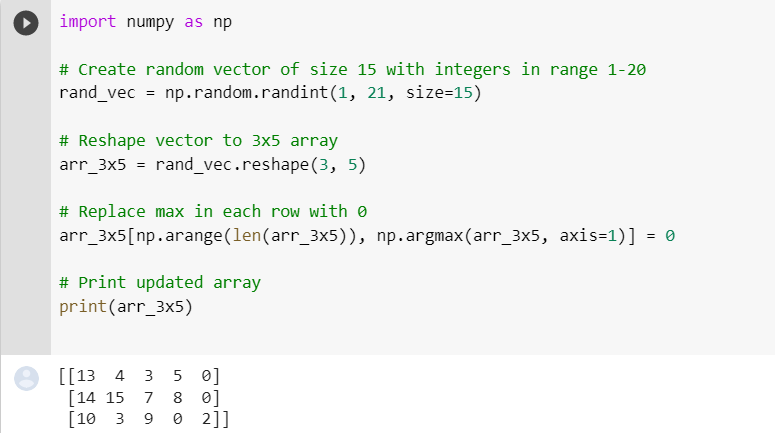 import numpy as np
# Create random vector of size 15 with integers in range 1-20
rand_vec = np.random.randint(1, 21, size=15)
# Reshape vector to 3x5 array
arr_3x5 = rand_vec.reshape(3, 5)
# Replace max in each row with 0
arr_3x5[np.arange(len(arr_3x5)), np.argmax(arr_3x5, axis=1)] = 0
# Print updated array
print(arr_3x5)
[[13  4  3  5  0]
 [14 15  7  8  0]
 [10  3  9  0  2]]